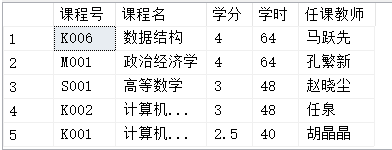 课程号 课程名 学分 学时 任课教师
1 K006 数据结构 4 64 马跃先
2 M001 政治经济学 4 64 孔繁新
3 S001 高等数学 3 48 赵晓尘
4 K002 计算机... 3 48 任泉
5 K001 计算机... 2.5 40 胡晶晶